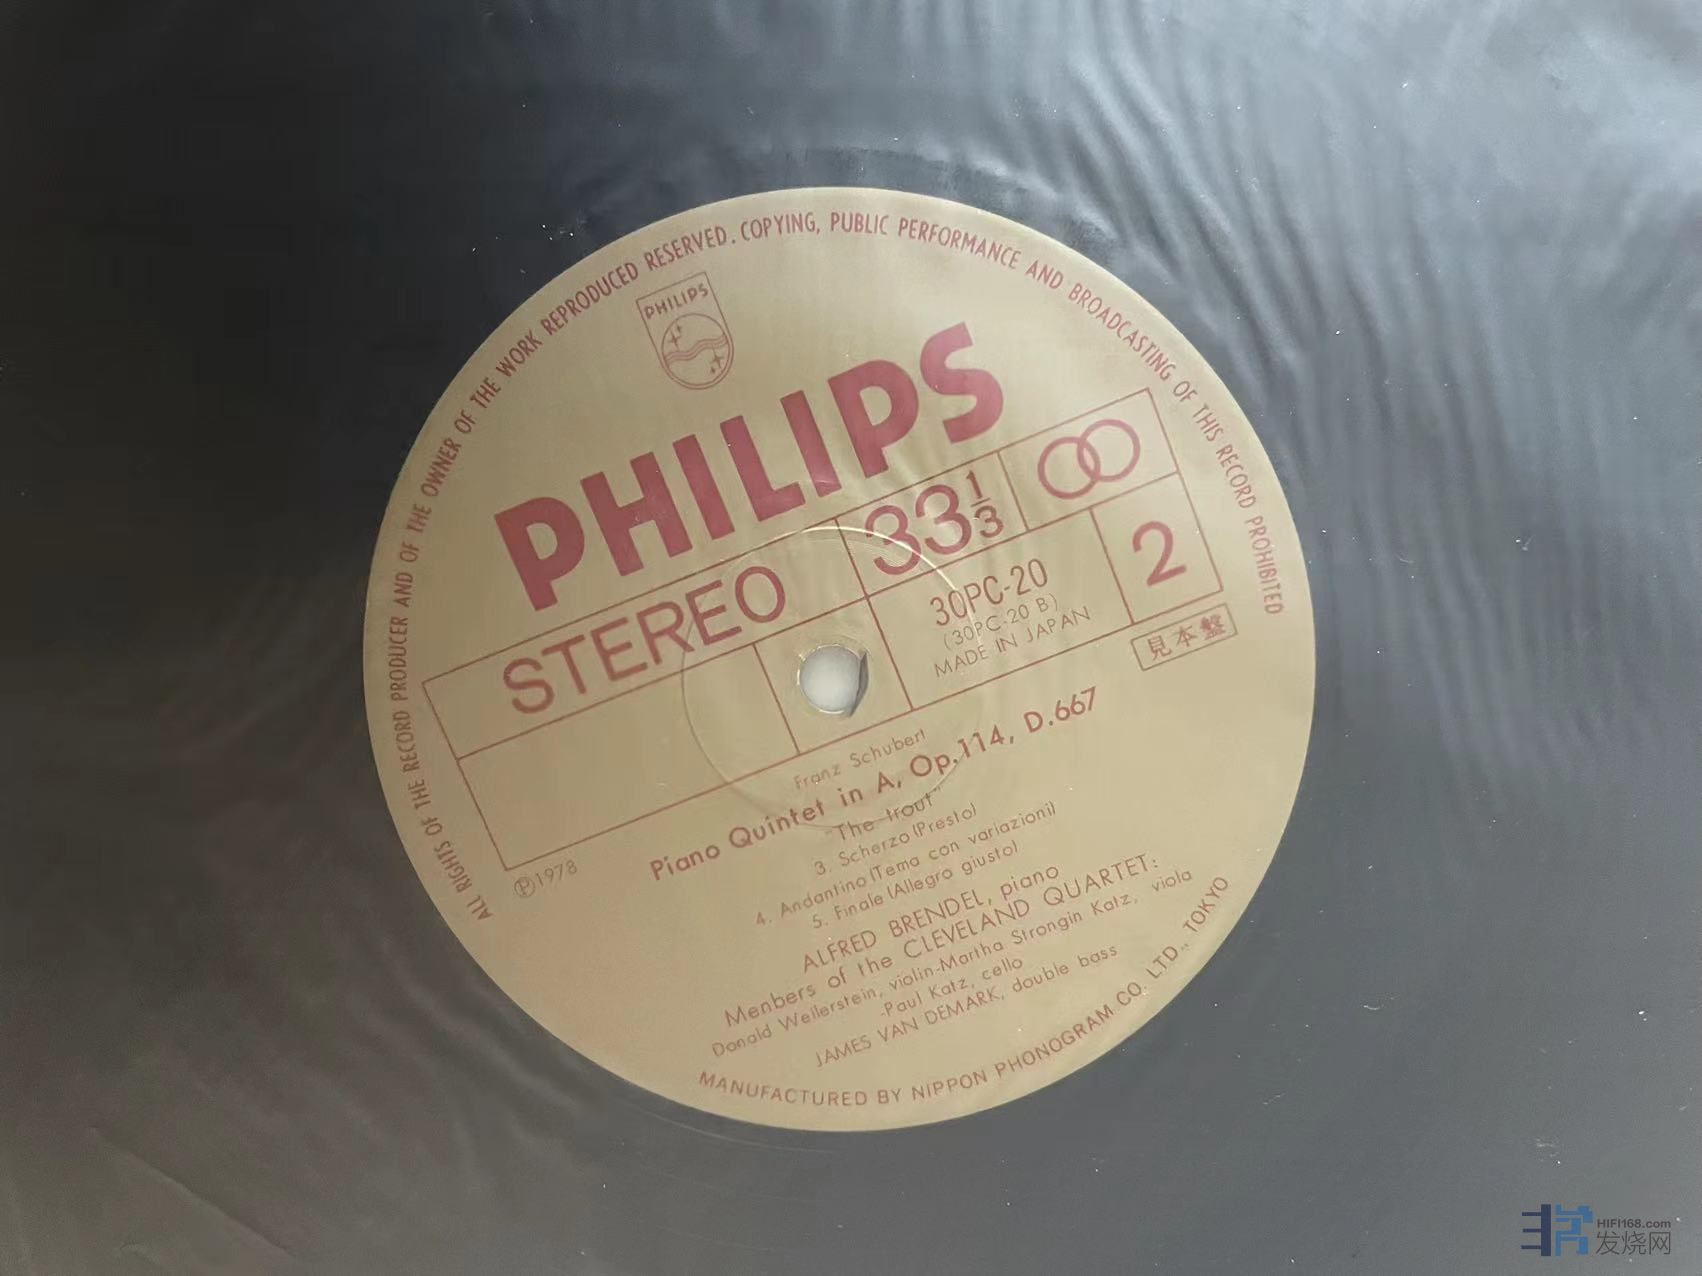 ALL RIGHTS OF THE RECORD PRODUCER AND OF THE OWNER OF THE WORK REPRODUCED RESERVED. COPYING, PUBLIC PERFORMANCE AND BROADCASTING OF THIS RECORD PROHIBITED
PHILIPS
PHILIPS
STEREO
33 1/3
30PC-20
(30PC-20 B)
MADE IN JAPAN
2
見本盤
Ⓟ1978
Franz Schubert
Piano Quintet in A, Op.114, D.667
"The trout"
3. Scherzo (Presto)
4. Andantino (Tema con variazioni)
5. Finale (Allegro giusto)
ALFRED BRENDEL, piano
Menbers of the CLEVELAND QUARTET:
Donald Weilerstein, violin-Martha Strongin Katz, viola
-Paul Katz, cello
JAMES VAN DEMARK, double bass
MANUFACTURED BY NIPPON PHONOGRAM CO. LTD., TOKYO
HIFI168.com
发烧网